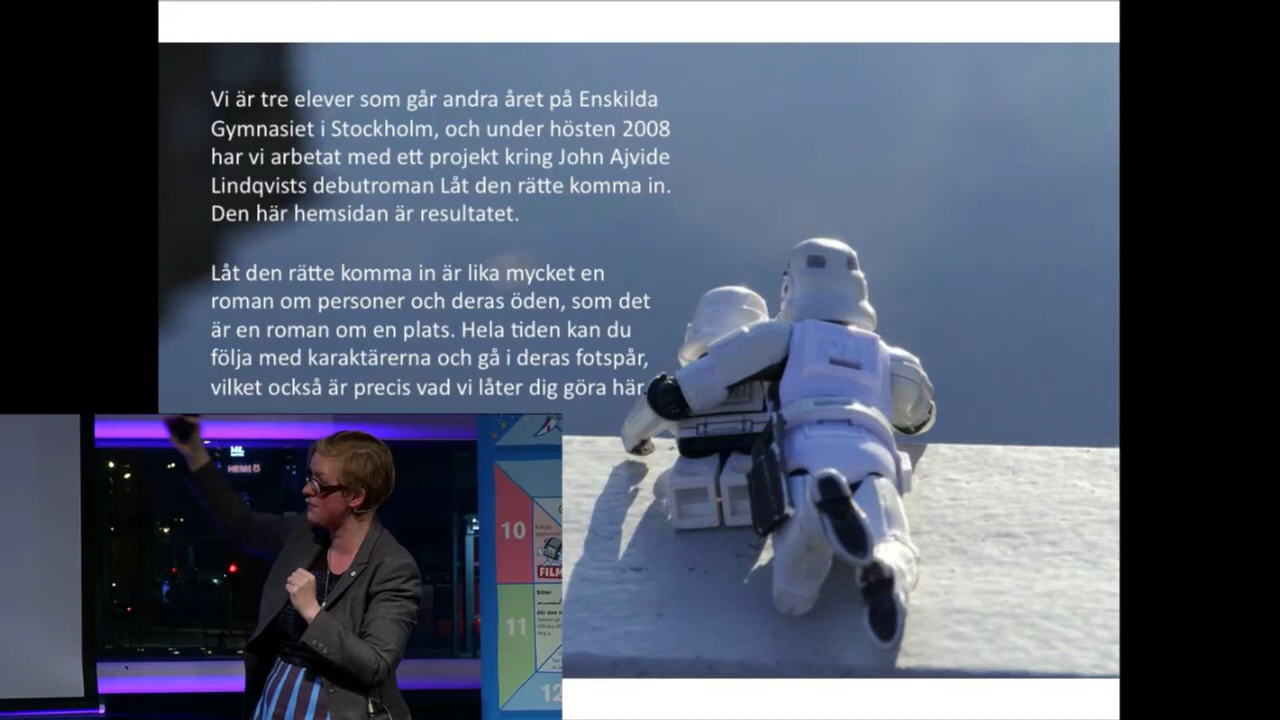 Vi är tre elever som går andra året på Enskilda
Gymnasiet i Stockholm, och under hösten 2008
har vi arbetat med ett projekt kring John Ajvide
Lindqvists debutroman Låt den rätte komma in.
Den här hemsidan är resultatet.
Låt den rätte komma in är lika mycket en
roman om personer och deras öden, som det
är en roman om en plats. Hela tiden kan du
följa med karaktärerna och gå i deras fotspår,
vilket också är precis vad vi låter dig göra här.
10
FILM
11
12